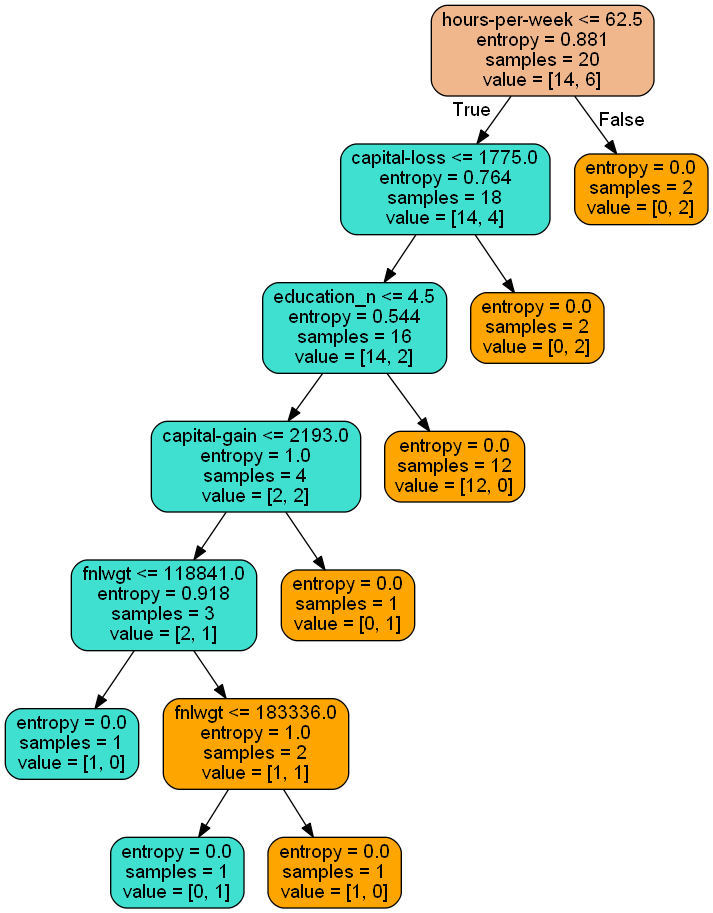 hours-per-week <= 62.5
entropy = 0.881
samples = 20
value = [14, 6]
True
False
capital-loss <= 1775.0
entropy = 0.764
samples = 18
value = [14, 4]
entropy = 0.0
samples = 2
value = [0, 2]
education_n <= 4.5
entropy = 0.544
samples = 16
value = [14, 2]
entropy = 0.0
samples = 2
value = [0, 2]
capital-gain <= 2193.0
entropy = 1.0
samples = 4
value = [2, 2]
entropy = 0.0
samples = 12
value = [12, 0]
fnlwgt <= 118841.0
entropy = 0.918
samples = 3
value = [2, 1]
entropy = 0.0
samples = 1
value = [0, 1]
entropy = 0.0
samples = 1
value = [1, 0]
fnlwgt <= 183336.0
entropy = 1.0
samples = 2
value = [1, 1]
entropy = 0.0
samples = 1
value = [0, 1]
entropy = 0.0
samples = 1
value = [1, 0]